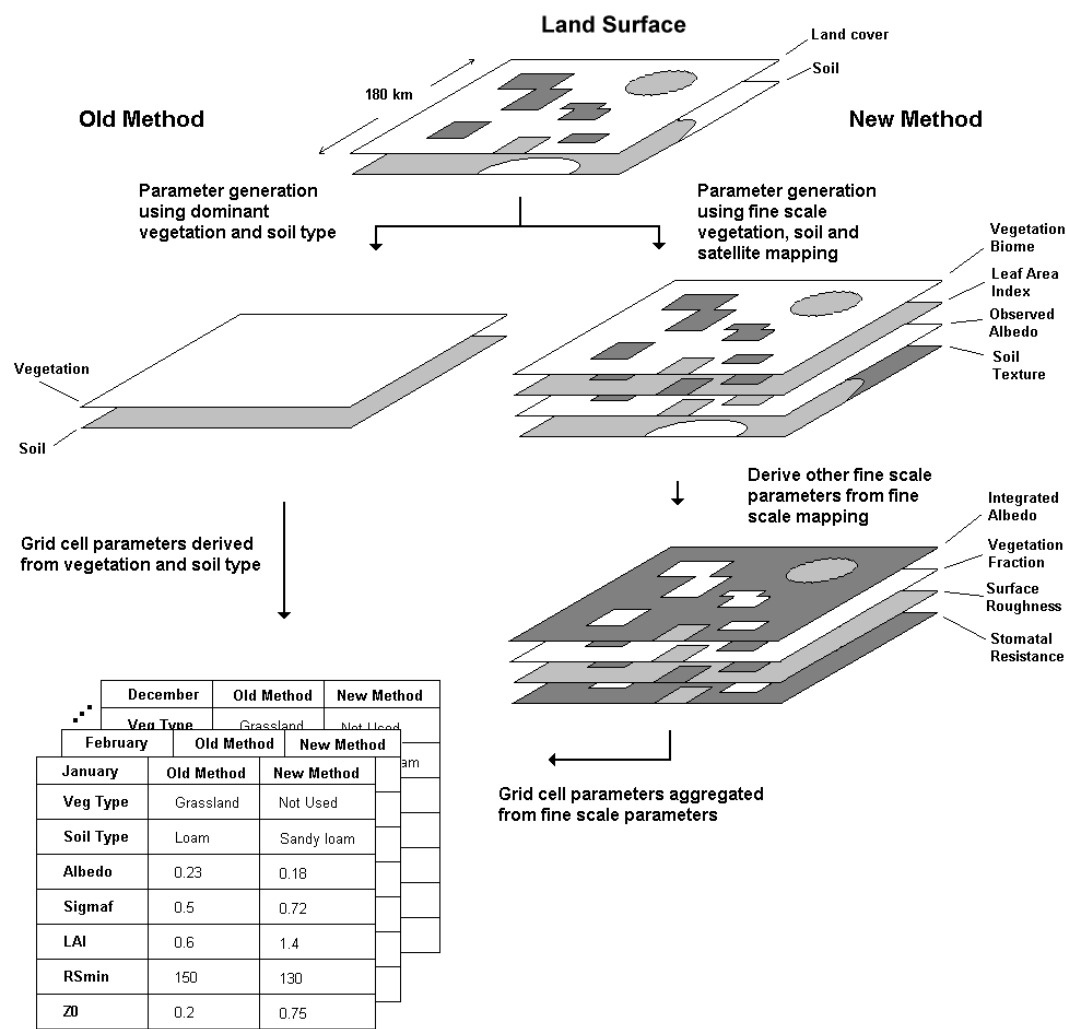 Land Surface
Land cover
Soil
180 km
Old Method
New Method
Parameter generation
using dominant
vegetation and soil type
Parameter generation
using fine scale
vegetation, soil and
satellite mapping
Vegetation
Biome
Leaf Area
Index
Observed
Albedo
Soil
Texture
Vegetation
Soil
Derive other fine scale
parameters from fine
scale mapping
Grid cell parameters derived
from vegetation and soil type
Integrated
Albedo
Vegetation
Fraction
Surface
Roughness
Stomatal
Resistance
Grid cell parameters aggregated
from fine scale parameters
December Old Method New Method
Veg Type Grassland Not Used
am
February Old Method New Method
January Old Method New Method
Veg Type Grassland Not Used
Soil Type Loam Sandy loam
Albedo 0.23 0.18
Sigmaf 0.5 0.72
LAI 0.6 1.4
RSmin 150 130
Z0 0.2 0.75